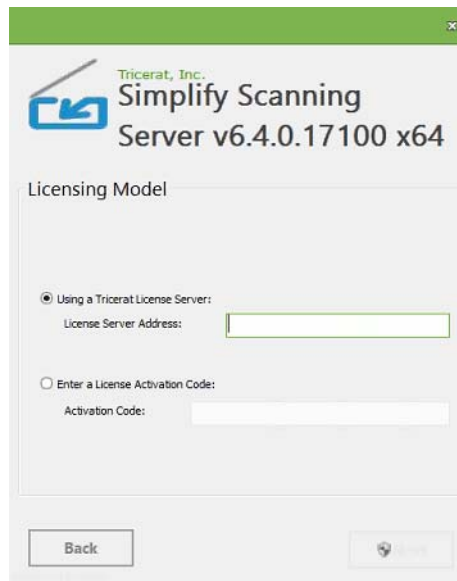 Tricerat, Inc.
Simplify Scanning
Server v6.4.0.17100 x64
Licensing Model
Using a Tricerat License Server:
License Server Address:
Enter a License Activation Code:
Activation Code:
Back